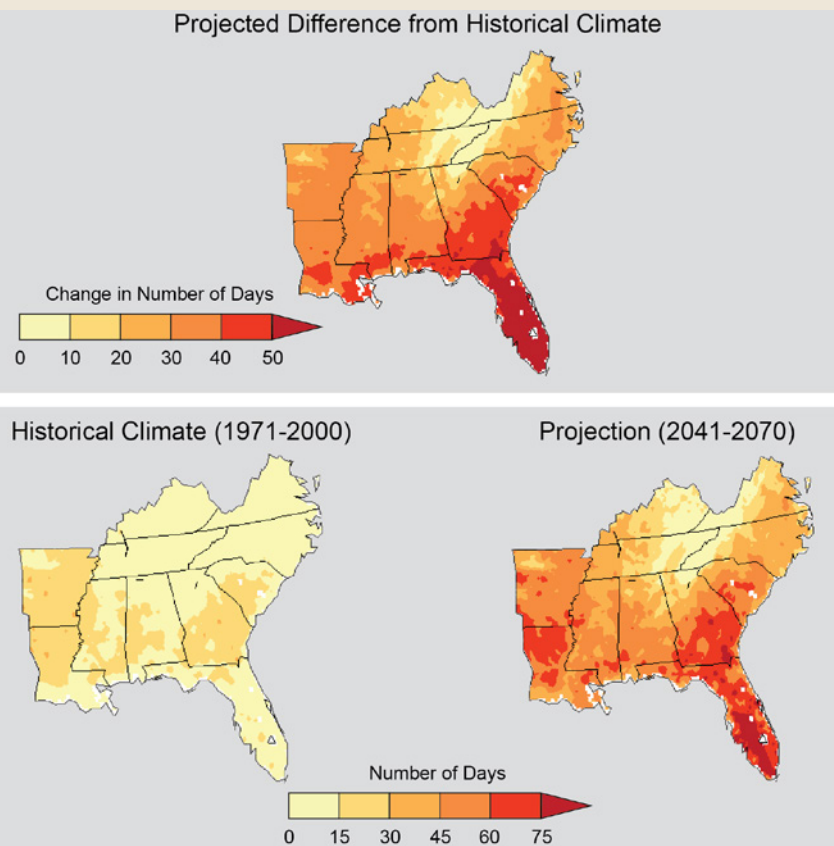 Projected Difference from Historical Climate
Change in Number of Days
0 10 20 30 40 50
Historical Climate (1971-2000)
Projection (2041-2070)
Number of Days
0 15 30 45 60 75